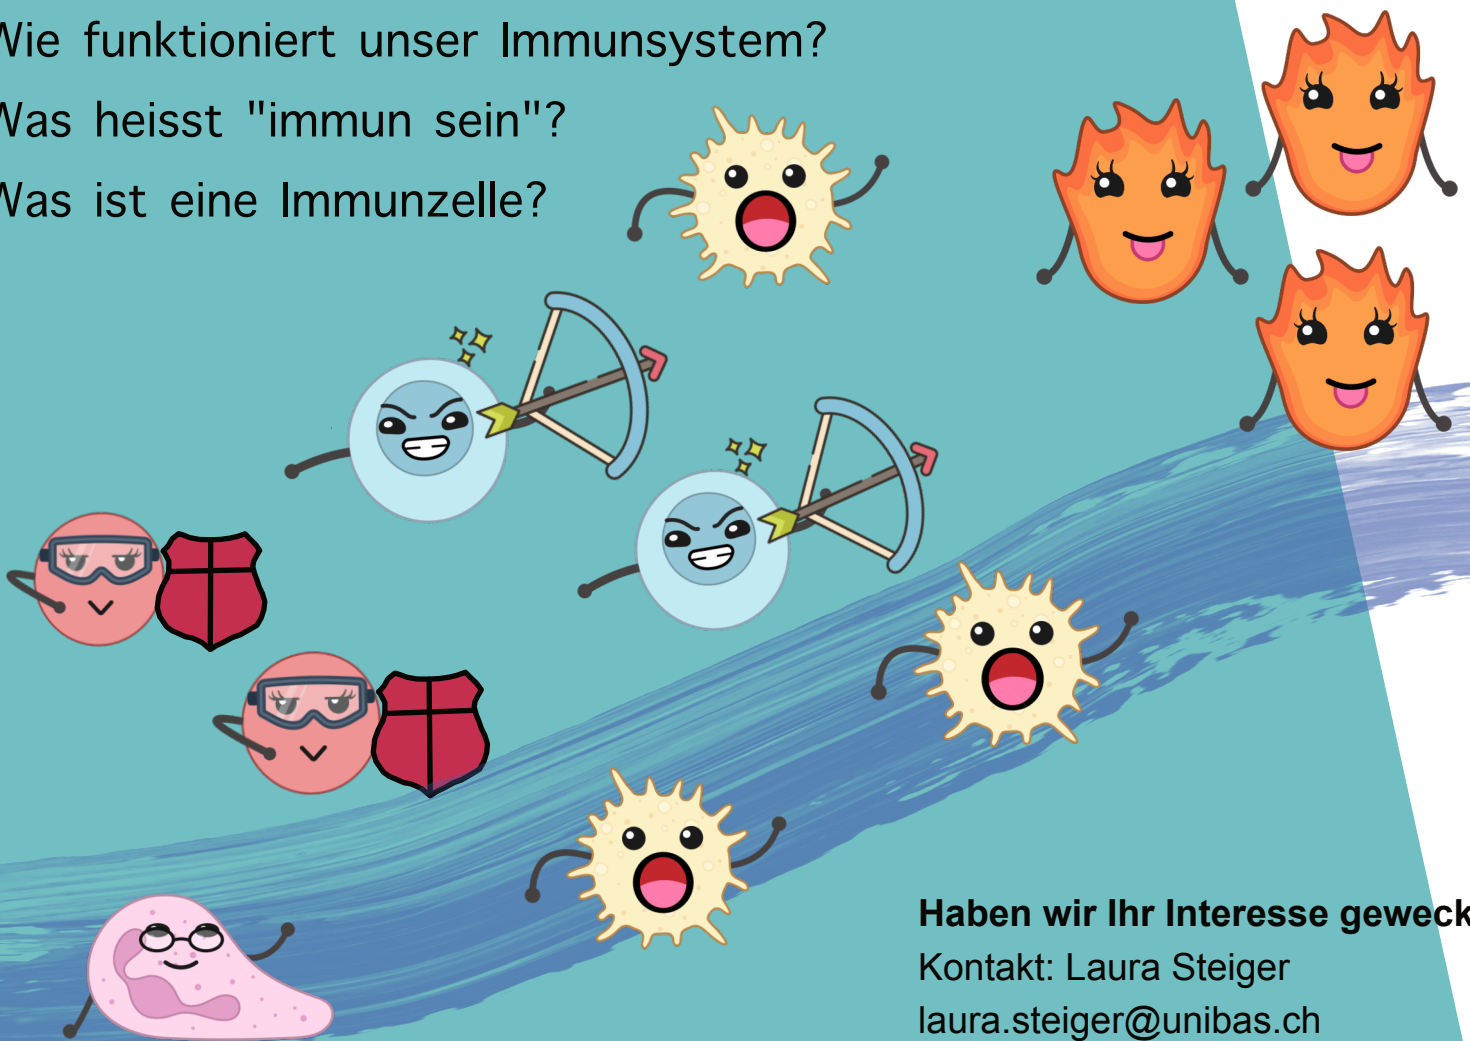 Wie funktioniert unser Immunsystem?
Was heisst "immun sein"?
Was ist eine Immunzelle?
Haben wir Ihr Interesse geweck
Kontakt: Laura Steiger
laura.steiger@unibas.ch